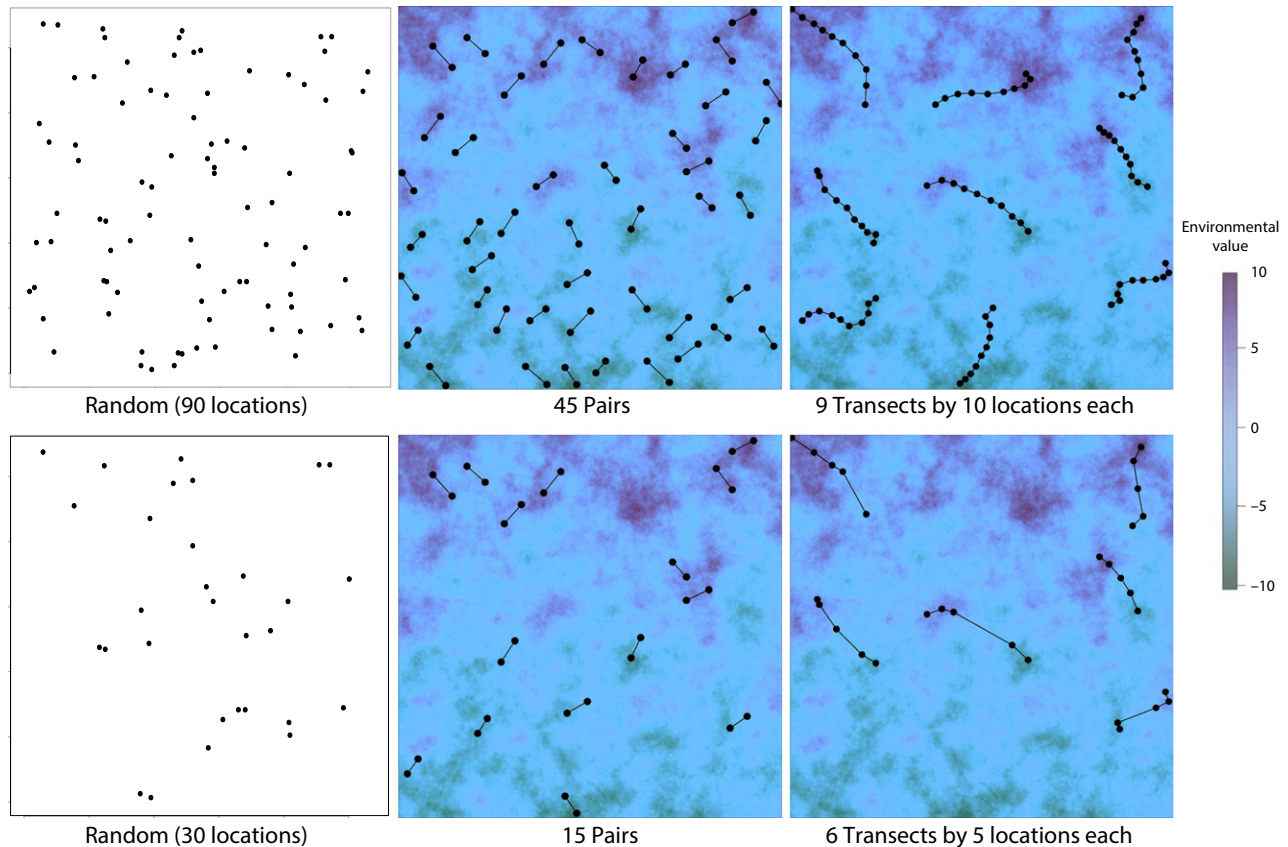 Random (90 locations)
45 Pairs
9 Transects by 10 locations each
Environmental
value
10
5
0
−5
−10
Random (30 locations)
15 Pairs
6 Transects by 5 locations each